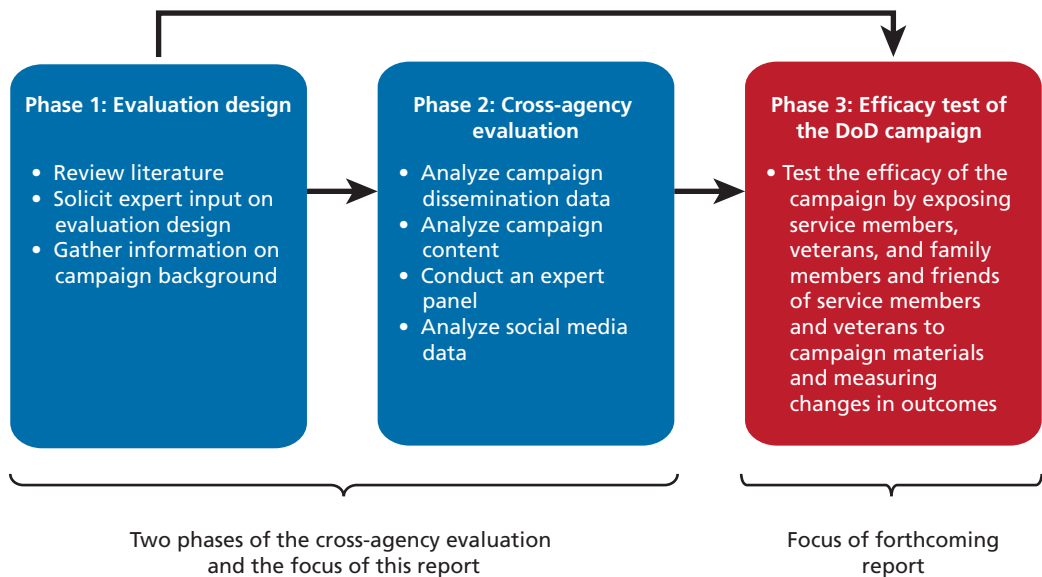 Phase 1: Evaluation design
• Review literature
• Solicit expert input on
evaluation design
• Gather information on
campaign background
Phase 2: Cross-agency
evaluation
• Analyze campaign
dissemination data
• Analyze campaign
content
• Conduct an expert
panel
• Analyze social media
data
Phase 3: Efficacy test of
the DoD campaign
• Test the efficacy of the
campaign by exposing
service members,
veterans, and family
members and friends
of service members
and veterans to
campaign materials
and measuring
changes in outcomes
Two phases of the cross-agency evaluation
and the focus of this report
Focus of forthcoming
report